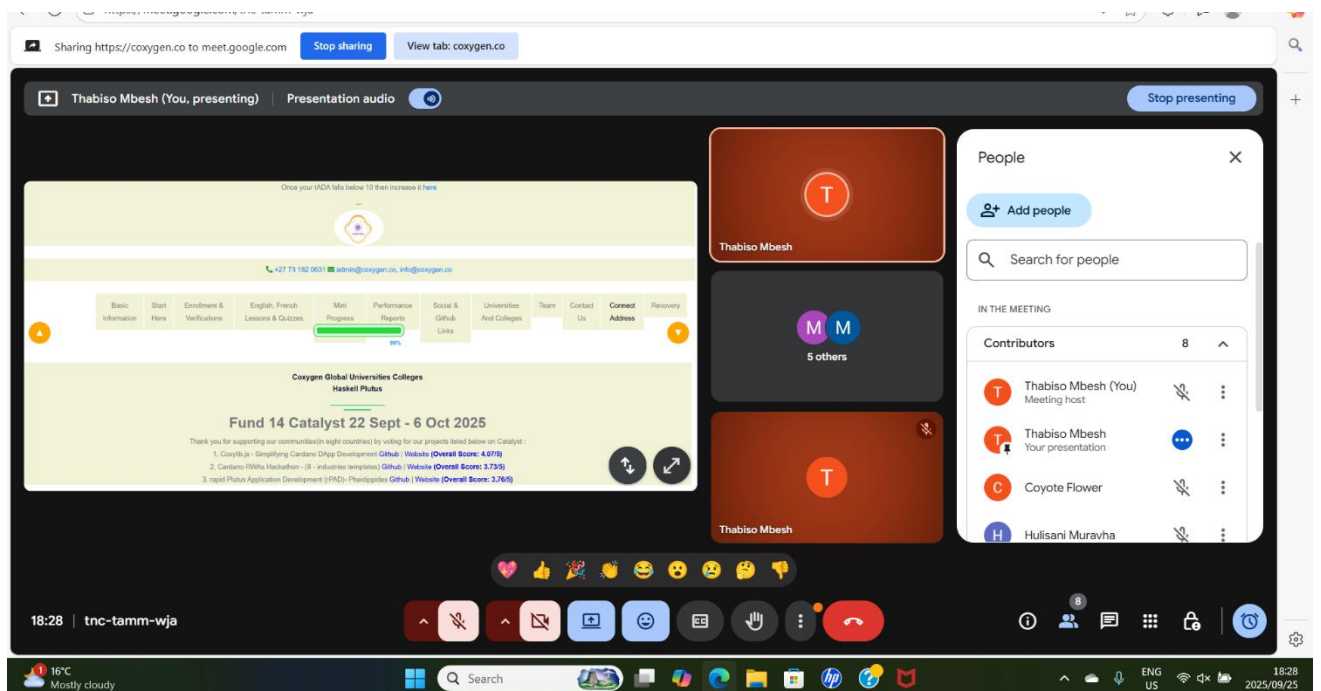 Sharing https://coxygen.co to meet.google.com
Stop sharing
View tab: coxygen.co
Thabiso Mbesh (You, presenting)
Presentation audio
Stop presenting
Once your tADA falls below 10 then increase it here
...
+27 73 182 0631 admin@coxygen.co, info@coxygen.co
Basic Information
Start Here
Enrollment & Verifications
English, French Lessons & Quizzes
Mint Progress
Performance Reports
Social & Github Links
Universities And Colleges
Team
Contact Us
Connect Address
Recovery
98%
Coxygen Global Universities Colleges
Haskell Plutus
Fund 14 Catalyst 22 Sept - 6 Oct 2025
Thank you for supporting our communities(in eight countries) by voting for our projects listed below on Catalyst :
1. Coxylib.js - Simplifying Cardano DApp Development Github | Website (Overall Score: 4.07/5)
2. Cardano RWAs Hackathon - (8 - industries templates) Github | Website (Overall Score: 3.73/5)
3. rapid Plutus Application Development (rPAD)- Pheidippides Github | Website (Overall Score: 3.76/5)
T
Thabiso Mbesh
M M
5 others
T
Thabiso Mbesh
People
Add people
Search for people
IN THE MEETING
Contributors 8
T
Thabiso Mbesh (You)
Meeting host
T
Thabiso Mbesh
Your presentation
C
Coyote Flower
H
Hulisani Muravha
18:28 | tnc-tamm-wja
CC
8
1
16°C
Mostly cloudy
Search
hp
ENG
US
18:28
2025/09/25